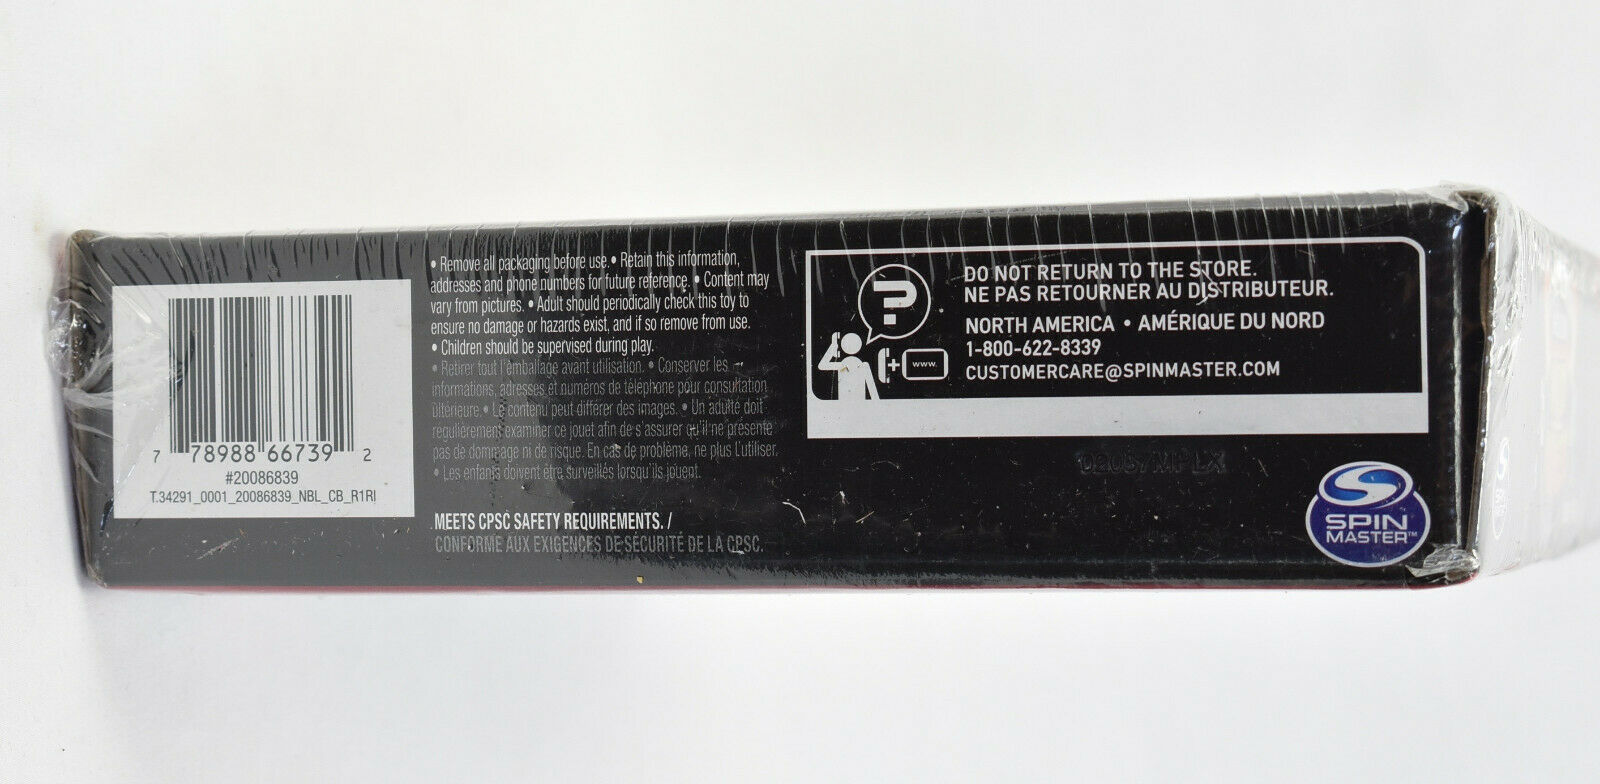 7 78988 66739 2
#20086839
T.34291_0001_20086839_NBL_CB_R1RI
• Remove all packaging before use. • Retain this information,
addresses and phone numbers for future reference. • Content may
vary from pictures. • Adult should periodically check this toy to
ensure no damage or hazards exist, and if so remove from use.
• Children should be supervised during play.
• Retirer tout l'emballage avant utilisation. • Conserver les
informations, adresses et numéros de téléphone pour consultation
ultérieure. • Le contenu peut différer des images. • Un adulte doit
régulièrement examiner ce jouet afin de s'assurer qu'il ne présente
pas de dommage ni de risque. En cas de problème, ne plus l'utiliser.
• Les enfants doivent être surveillés lorsqu'ils jouent.
MEETS CPSC SAFETY REQUIREMENTS. /
CONFORME AUX EXIGENCES DE SÉCURITÉ DE LA CPSC.
?
www.
DO NOT RETURN TO THE STORE.
NE PAS RETOURNER AU DISTRIBUTEUR.
NORTH AMERICA • AMÉRIQUE DU NORD
1-800-622-8339
CUSTOMERCARE@SPINMASTER.COM
SPIN
MASTER™